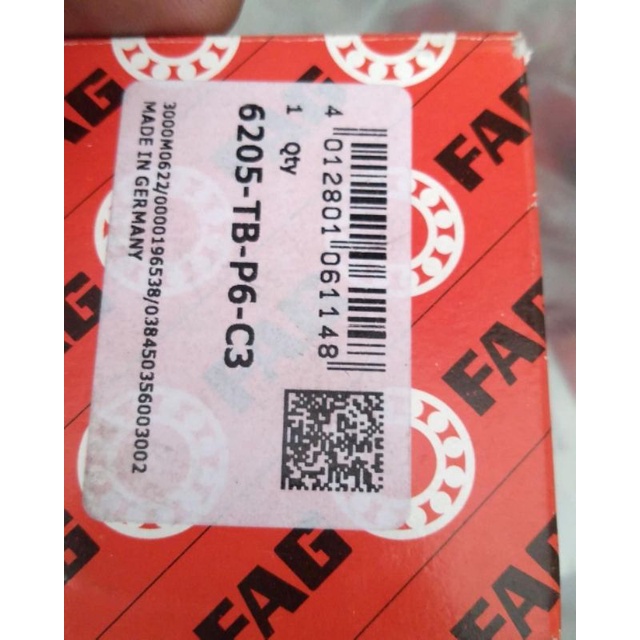 4 012801 061148
1 Qty
6205-TB-P6-C3
3000M0622/0000196538/038450356003002
MADE IN GERMANY
FAG
FAG
FAG
FAG
FAG
FAG